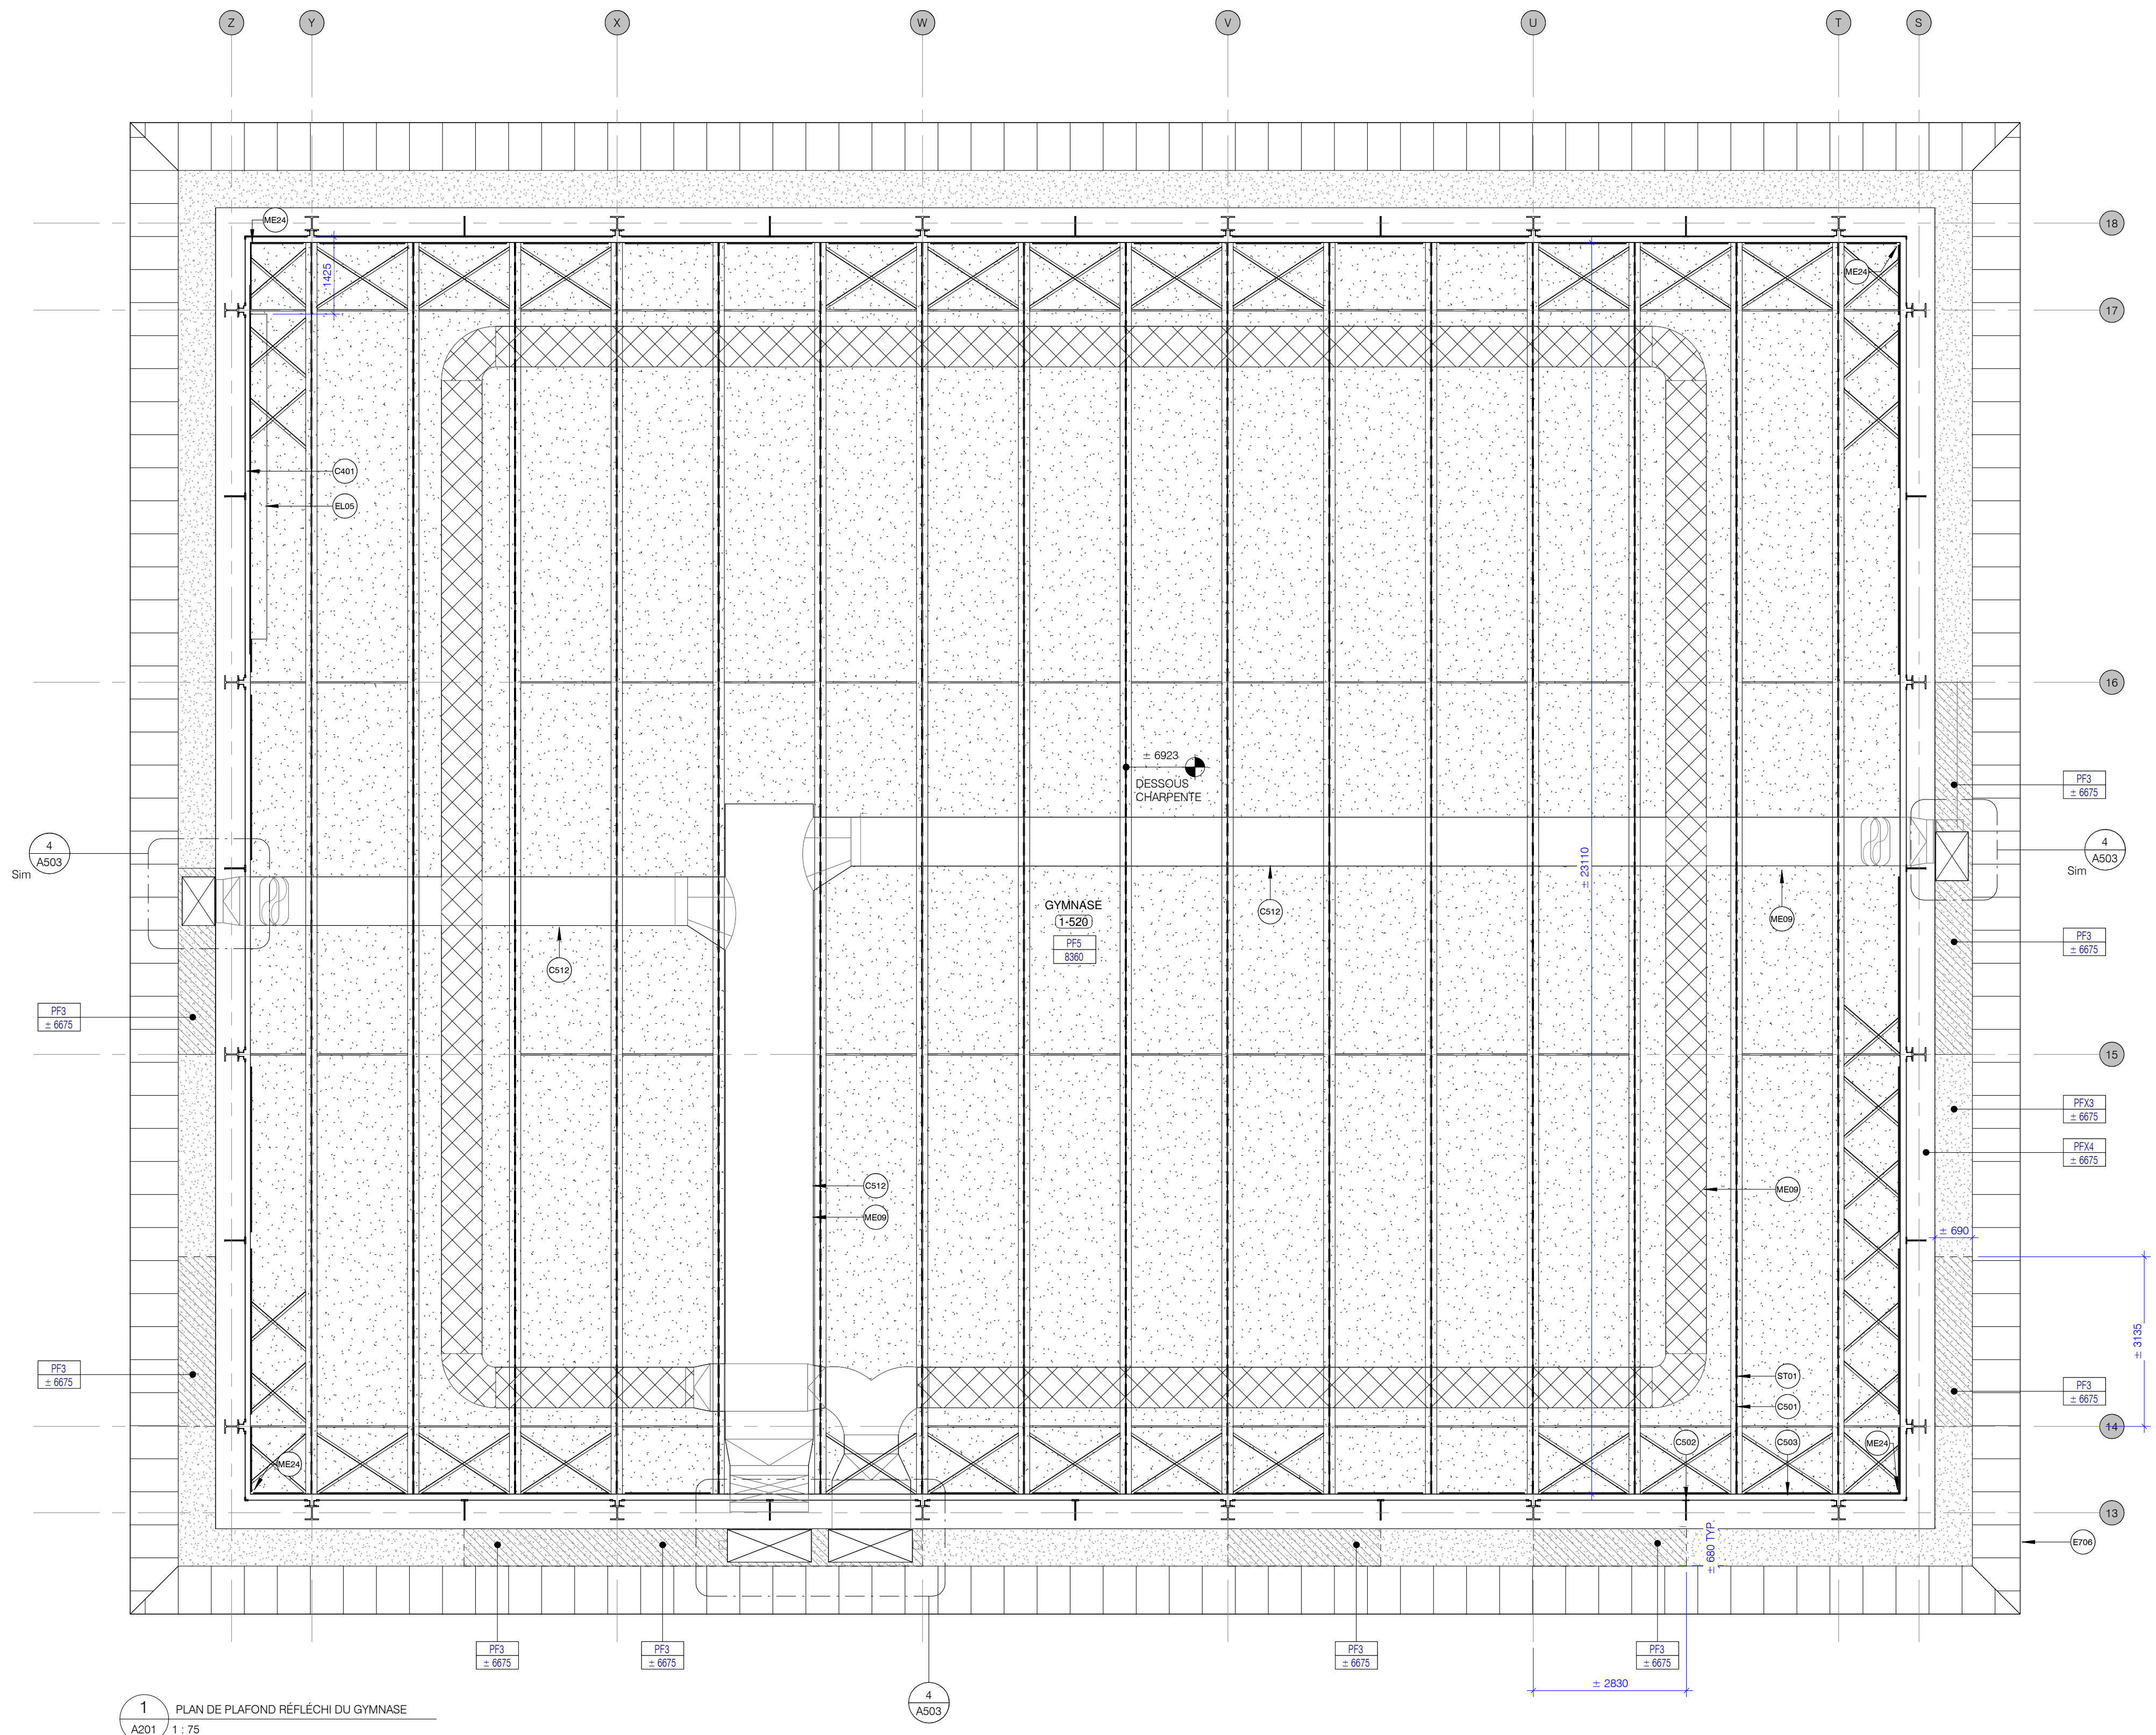 Z
Y
X
W
V
U
T
S
ME24
18
1425
ME24
17
C401
EL05
16
± 6923
DESSOUS
CHARPENTE
PF3
± 6675
4
A503
Sim
± 23110
4
A503
Sim
GYMNASE
1-520
PF5
8360
C512
ME09
PF3
± 6675
C512
PF3
± 6675
15
PFX3
± 6675
PFX4
± 6675
C512
ME09
ME09
± 690
± 3135
PF3
± 6675
ST01
C501
PF3
± 6675
14
C502
C503
ME24
ME24
13
± 680 TYP.
E706
PF3
± 6675
PF3
± 6675
PF3
± 6675
PF3
± 6675
± 2830
4
A503
1
A201
PLAN DE PLAFOND RÉFLÉCHI DU GYMNASE
1 : 75